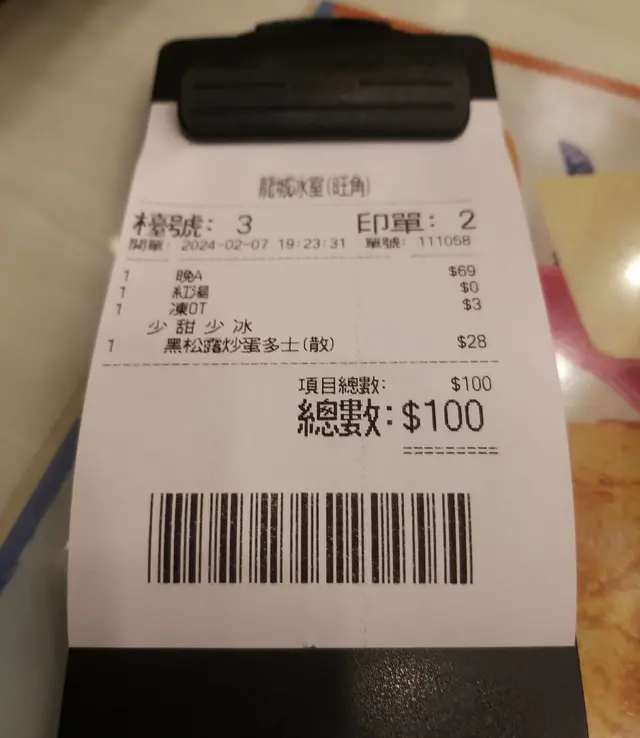 龍城冰室(旺角)
檯號: 3 印單: 2
開單: 2024-02-07 19:23:31 單號: 111058
1 晚A $69
1 紅湯 $0
1 凍OT $3
少甜少冰
1 黑松露炒蛋多士(散) $28
項目總數: $100
總數:$100